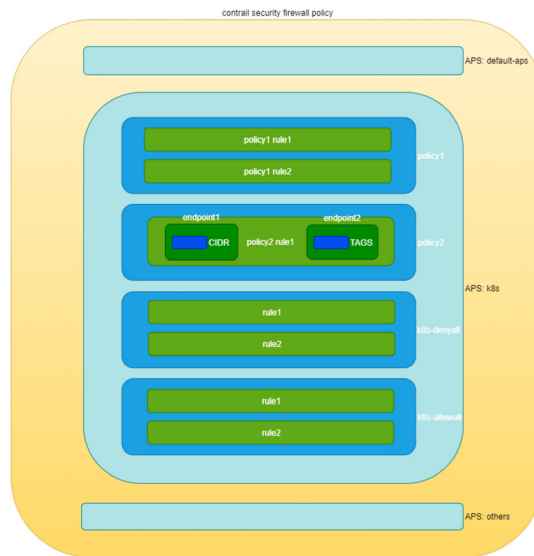 contrail security firewall policy
APS: default-aps
policy1 rule1
policy1
policy1 rule2
endpoint1
endpoint2
CIDR
policy2 rule1
TAGS
policy2
APS: k8s
rule1
k8s-denyall
rule2
rule1
k8s-allowall
rule2
APS: others